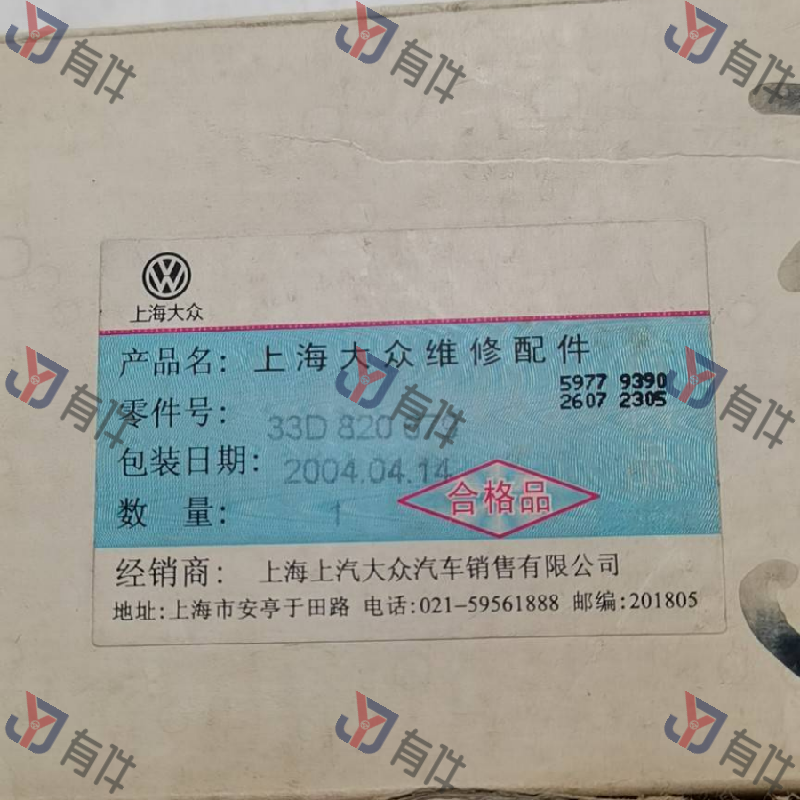 上海大众
产品名: 上海大众维修配件
5977 9390
零件号: 33D 820
2607 2305
包装日期: 2004.04.14
数 量: 1
合格品
经销商: 上海上汽大众汽车销售有限公司
地址:上海市安亭于田路 电话:021-59561888 邮编:201805
有件
有件
有件
有件
有件
有件
有件
有件
有件